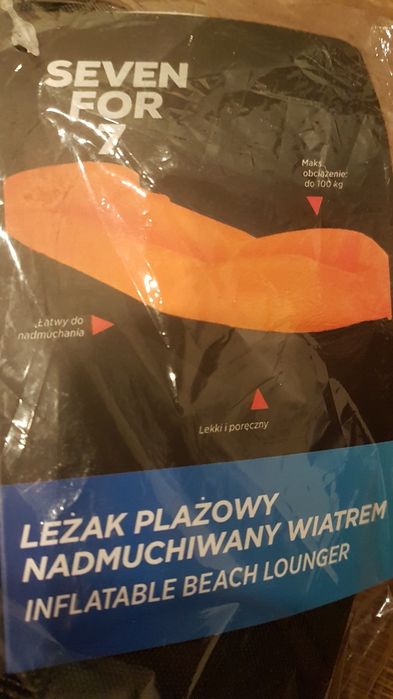 SEVEN
FOR
7
Maks.
obciążenie:
do 100 kg
Łatwy do
nadmuchania
Lekki i poręczny
LEŻAK PLAŻOWY
NADMUCHIWANY WIATREM
INFLATABLE BEACH LOUNGER